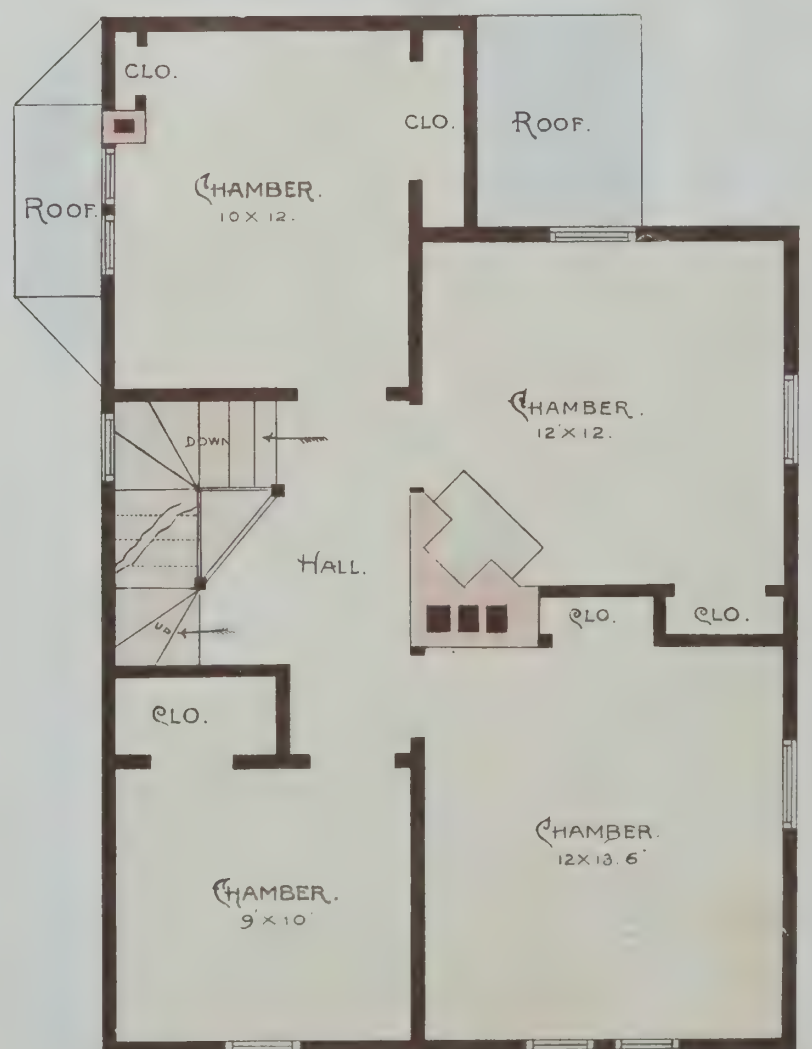 CLO.
CLO.
ROOF.
CHAMBER.
10 X 12.
ROOF.
CHAMBER.
12' X 12.
DOWN
HALL.
UP
CLO.
CLO.
CLO.
CHAMBER.
12 X 13.6'
CHAMBER.
9' X 10'